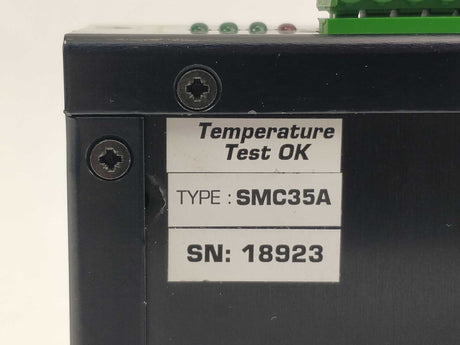 Temperature
Test OK
TYPE : SMC35A
SN: 18923